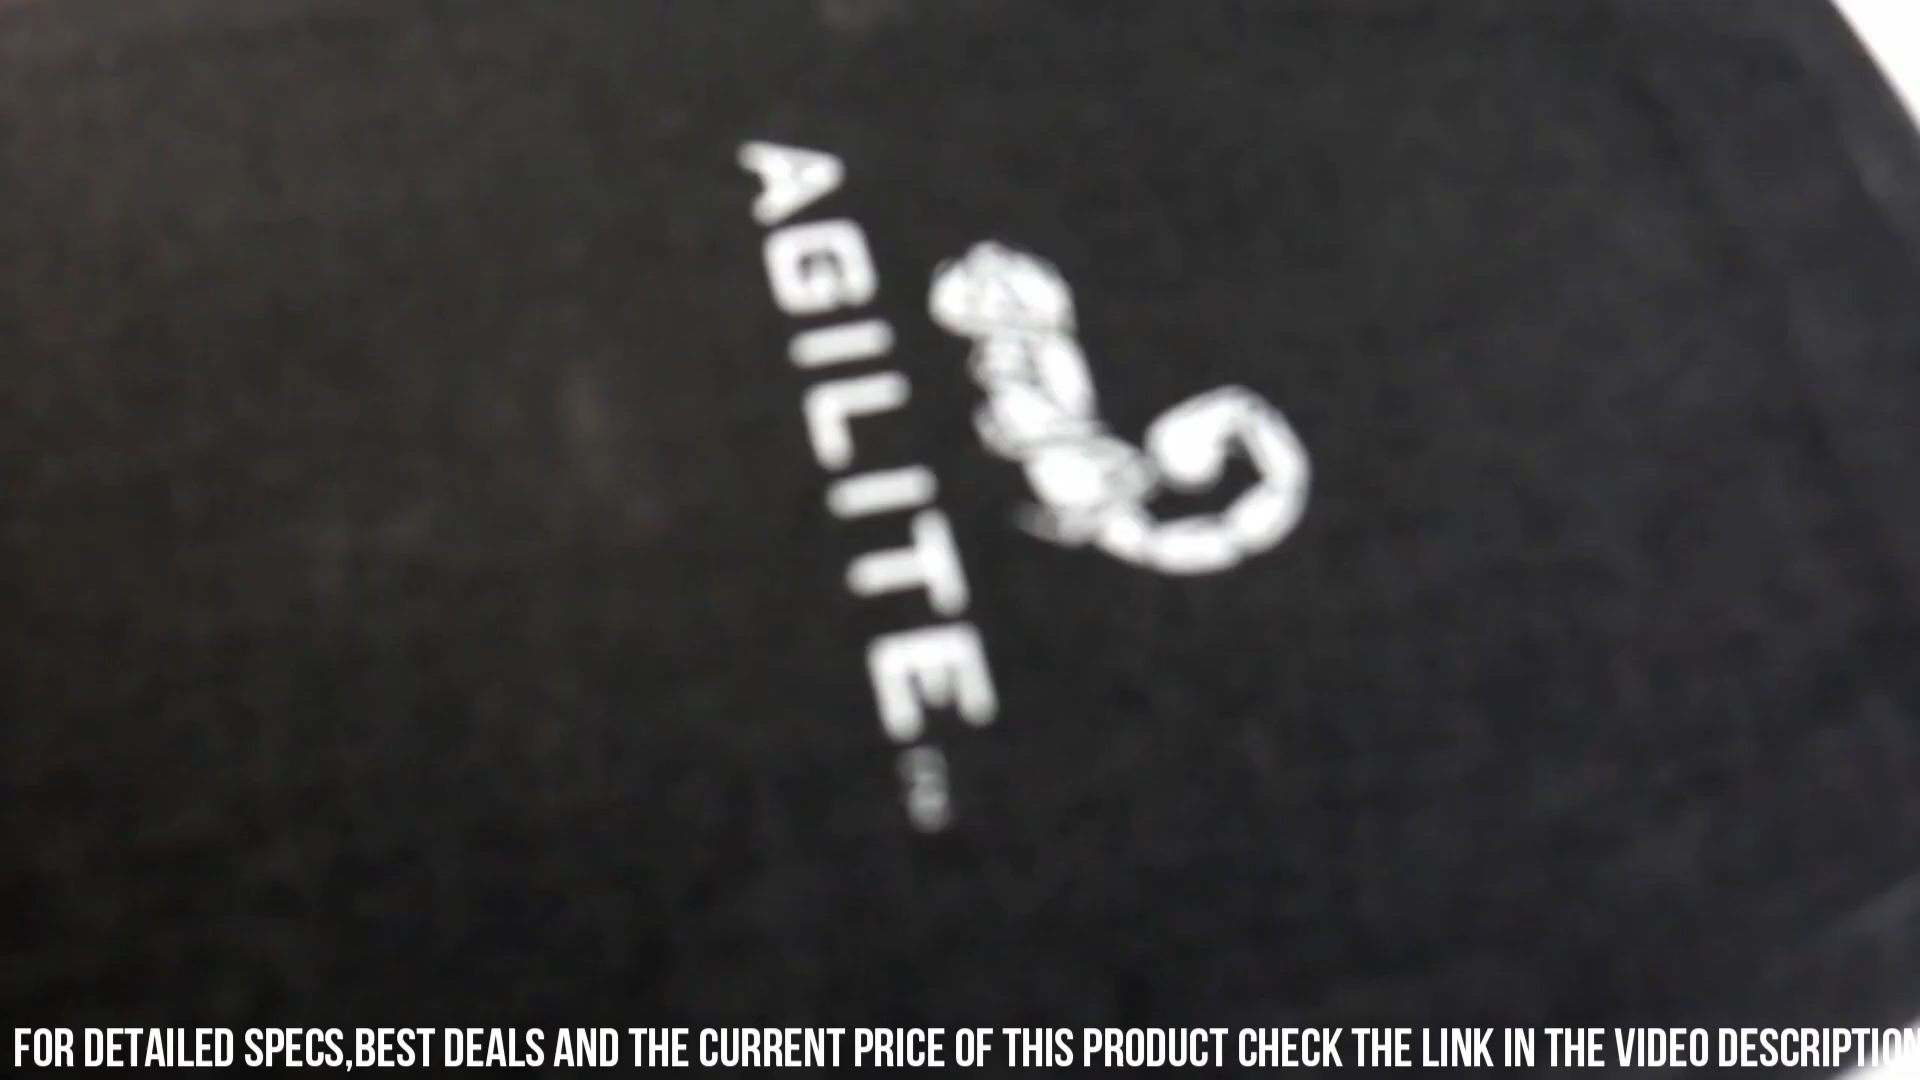 AGILITE
FOR DETAILED SPECS,BEST DEALS AND THE CURRENT PRICE OF THIS PRODUCT CHECK THE LINK IN THE VIDEO DESCRIPTION